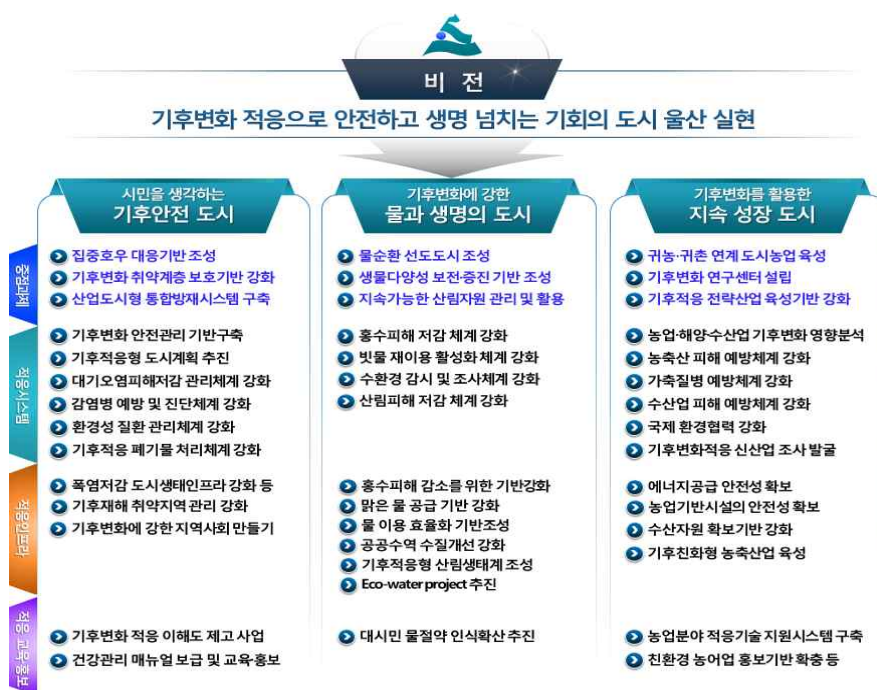 비 전
기후변화 적응으로 안전하고 생명 넘치는 기회의 도시 울산 실현
시민을 생각하는
기후안전 도시
기후변화에 강한
물과 생명의 도시
기후변화를 활용한
지속 성장 도시
중점과제
집중호우 대응기반 조성
기후변화 취약계층 보호기반 강화
산업도시형 통합방재시스템 구축
물순환 선도도시 조성
생물다양성 보전·증진 기반 조성
지속가능한 산림자원 관리 및 활용
귀농·귀촌 연계 도시농업 육성
기후변화 연구센터 설립
기후적응 전략산업 육성기반 강화
적응시스템
기후변화 안전관리 기반구축
기후적응형 도시계획 추진
대기오염피해저감 관리체계 강화
감염병 예방 및 진단체계 강화
환경성 질환 관리체계 강화
기후적응 폐기물 처리체계 강화
홍수피해 저감 체계 강화
빗물 재이용 활성화 체계 강화
수환경 감시 및 조사체계 강화
산림피해 저감 체계 강화
농업·해양·수산업 기후변화 영향분석
농축산 피해 예방체계 강화
가축질병 예방체계 강화
수산업 피해 예방체계 강화
국제 환경협력 강화
기후변화적응 신산업 조사 발굴
적응인프라
폭염저감 도시생태인프라 강화 등
기후재해 취약지역 관리 강화
기후변화에 강한 지역사회 만들기
홍수피해 감소를 위한 기반강화
맑은 물 공급 기반 강화
물 이용 효율화 기반조성
공공수역 수질개선 강화
기후적응형 산림생태계 조성
Eco-water project 추진
에너지공급 안전성 확보
농업기반시설의 안전성 확보
수산자원 확보기반 강화
기후친화형 농축산업 육성
적응 교육·홍보
기후변화 적응 이해도 제고 사업
건강관리 매뉴얼 보급 및 교육·홍보
대시민 물절약 인식확산 추진
농업분야 적응기술 지원시스템 구축
친환경 농어업 홍보기반 확충 등